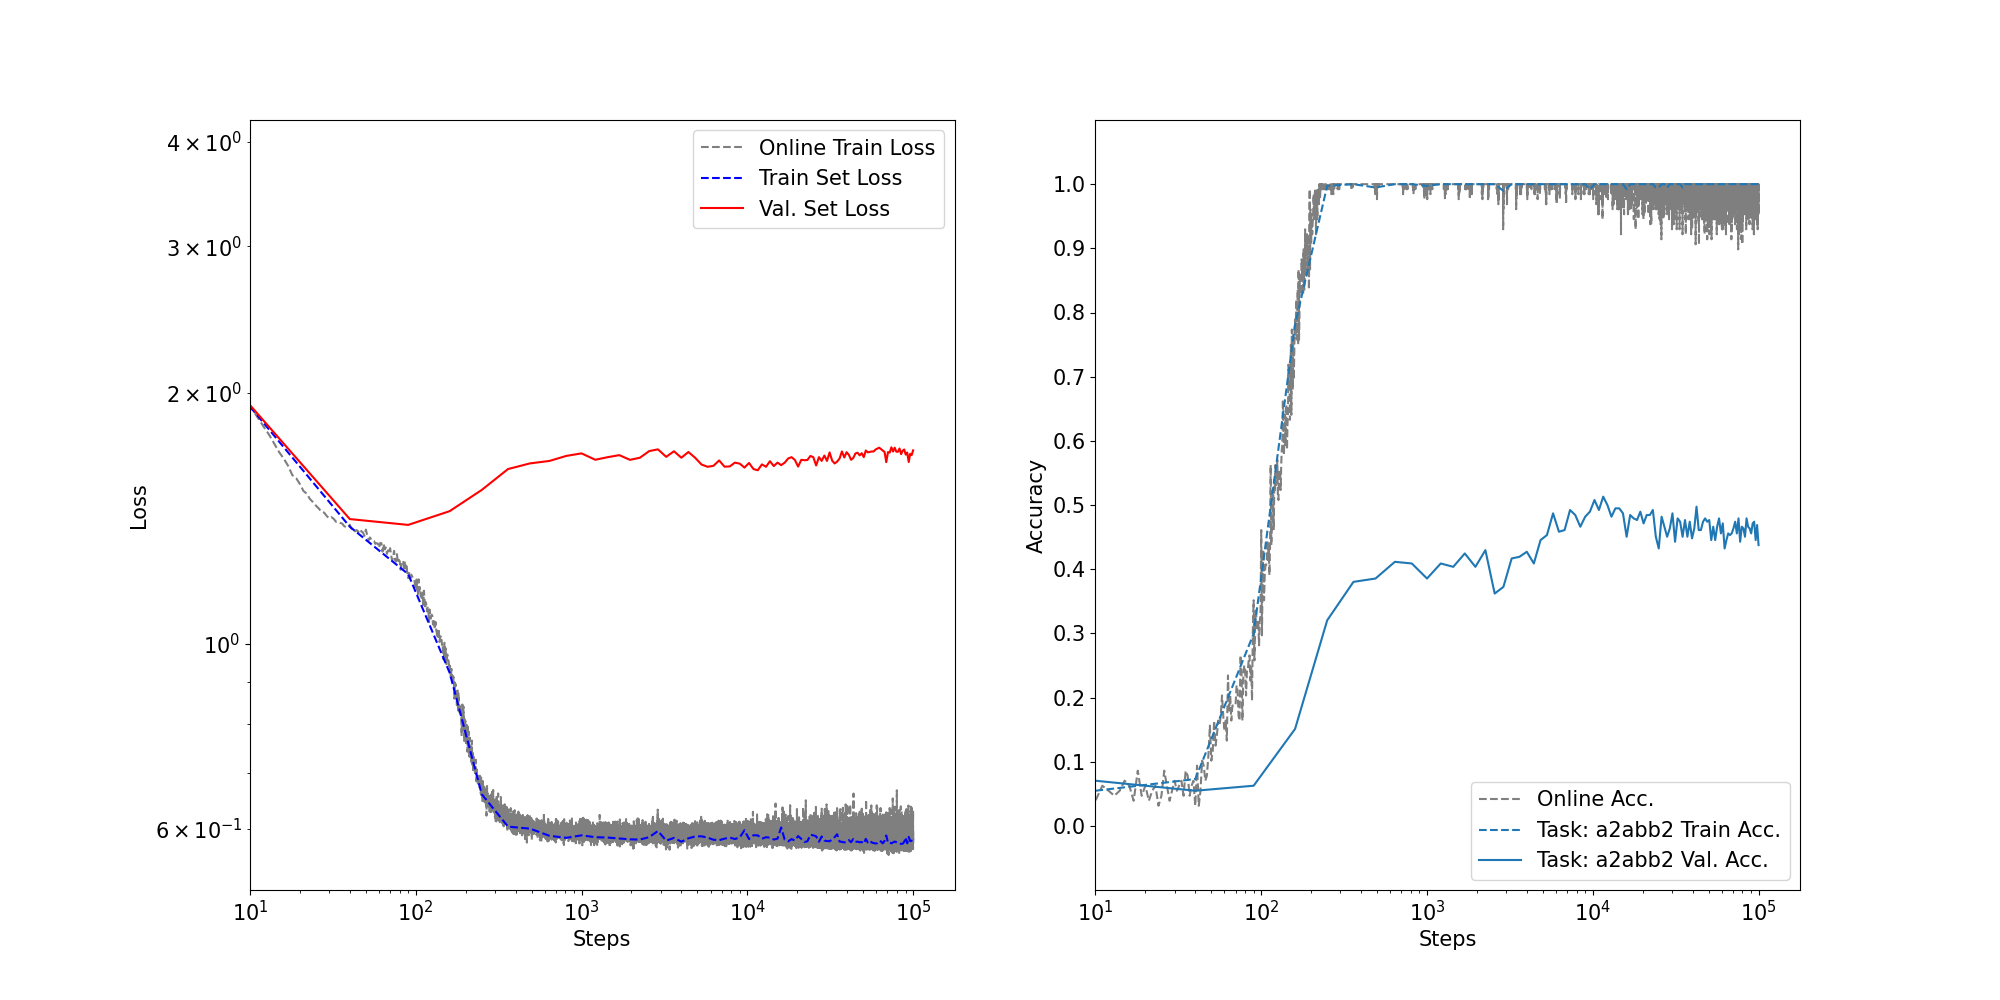 4 × 10⁰
3 × 10⁰
2 × 10⁰
10⁰
6 × 10⁻¹
Loss
Online Train Loss
Train Set Loss
Val. Set Loss
10¹ 10² 10³ 10⁴ 10⁵
Steps
1.0
0.9
0.8
0.7
0.6
0.5
0.4
0.3
0.2
0.1
0.0
Accuracy
Online Acc.
Task: a2abb2 Train Acc.
Task: a2abb2 Val. Acc.
10¹ 10² 10³ 10⁴ 10⁵
Steps